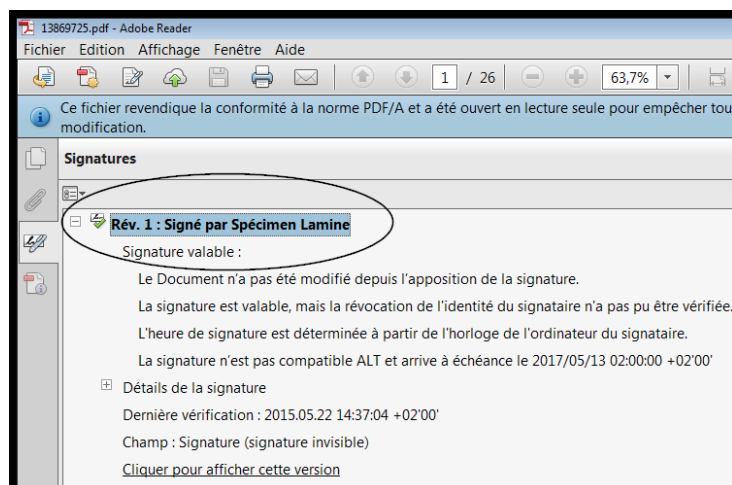 13869725.pdf - Adobe Reader
Fichier Edition Affichage Fenêtre Aide
1 / 26 63,7%
Ce fichier revendique la conformité à la norme PDF/A et a été ouvert en lecture seule pour empêcher tou
modification.
Signatures
Rév. 1 : Signé par Spécimen Lamine
Signature valable :
Le Document n'a pas été modifié depuis l'apposition de la signature.
La signature est valable, mais la révocation de l'identité du signataire n'a pas pu être vérifiée.
L'heure de signature est déterminée à partir de l'horloge de l'ordinateur du signataire.
La signature n'est pas compatible ALT et arrive à échéance le 2017/05/13 02:00:00 +02'00'
Détails de la signature
Dernière vérification : 2015.05.22 14:37:04 +02'00'
Champ : Signature (signature invisible)
Cliquer pour afficher cette version